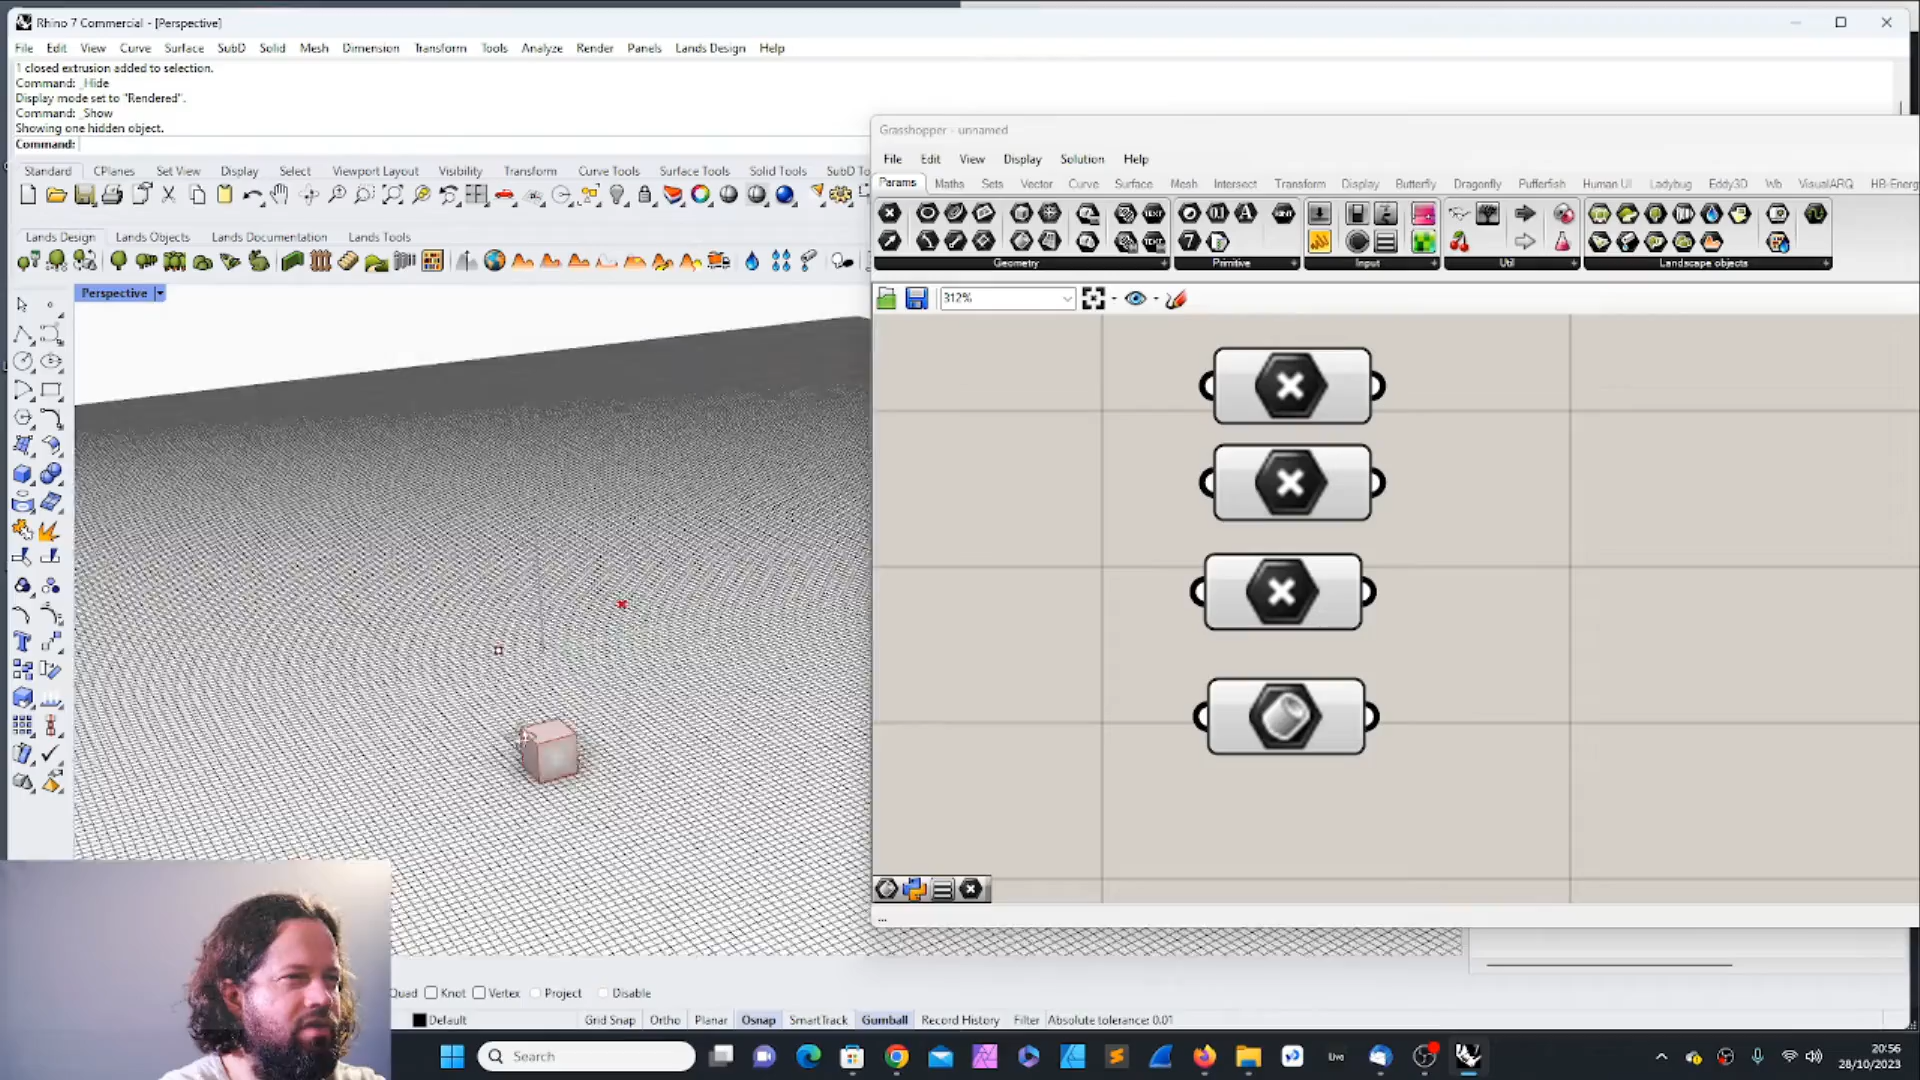 Rhino 7 Commercial - [Perspective]
File Edit View Curve Surface SubD Solid Mesh Dimension Transform Tools Analyze Render Panels Lands Design Help
1 closed extrusion added to selection.
Command: _Hide
Display mode set to "Rendered".
Command: _Show
Showing one hidden object.
Command:
Standard CPlanes Set View Display Select Viewport Layout Visibility Transform Curve Tools Surface Tools Solid Tools SubD To
Lands Design Lands Objects Lands Documentation Lands Tools
Perspective
Grasshopper - unnamed
File Edit View Display Solution Help
Params Maths Sets Vector Curve Surface Mesh Intersect Transform Display Butterfly Dragonfly Pufferfish Human UI Ladybug Eddy3D Wb VisualARQ HB-Energ
Geometry Primitive Input Util Landscape objects
312%
...
Quad Knot Vertex Project Disable
Default Grid Snap Ortho Planar Osnap SmartTrack Gumball Record History Filter Absolute tolerance: 0.01
Search
Live
20:56
28/10/2023